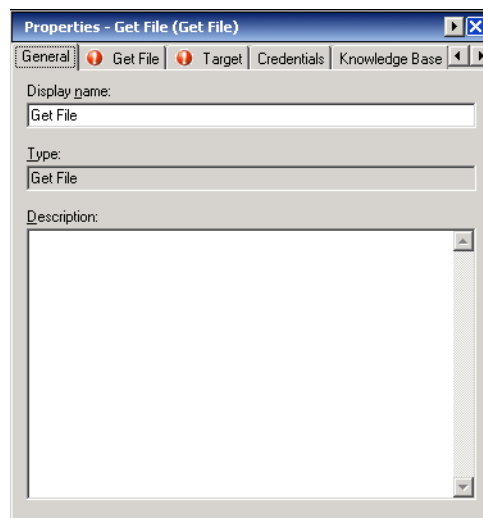 Properties - Get File (Get File)
General Get File Target Credentials Knowledge Base
Display name:
Get File
Type:
Get File
Description: